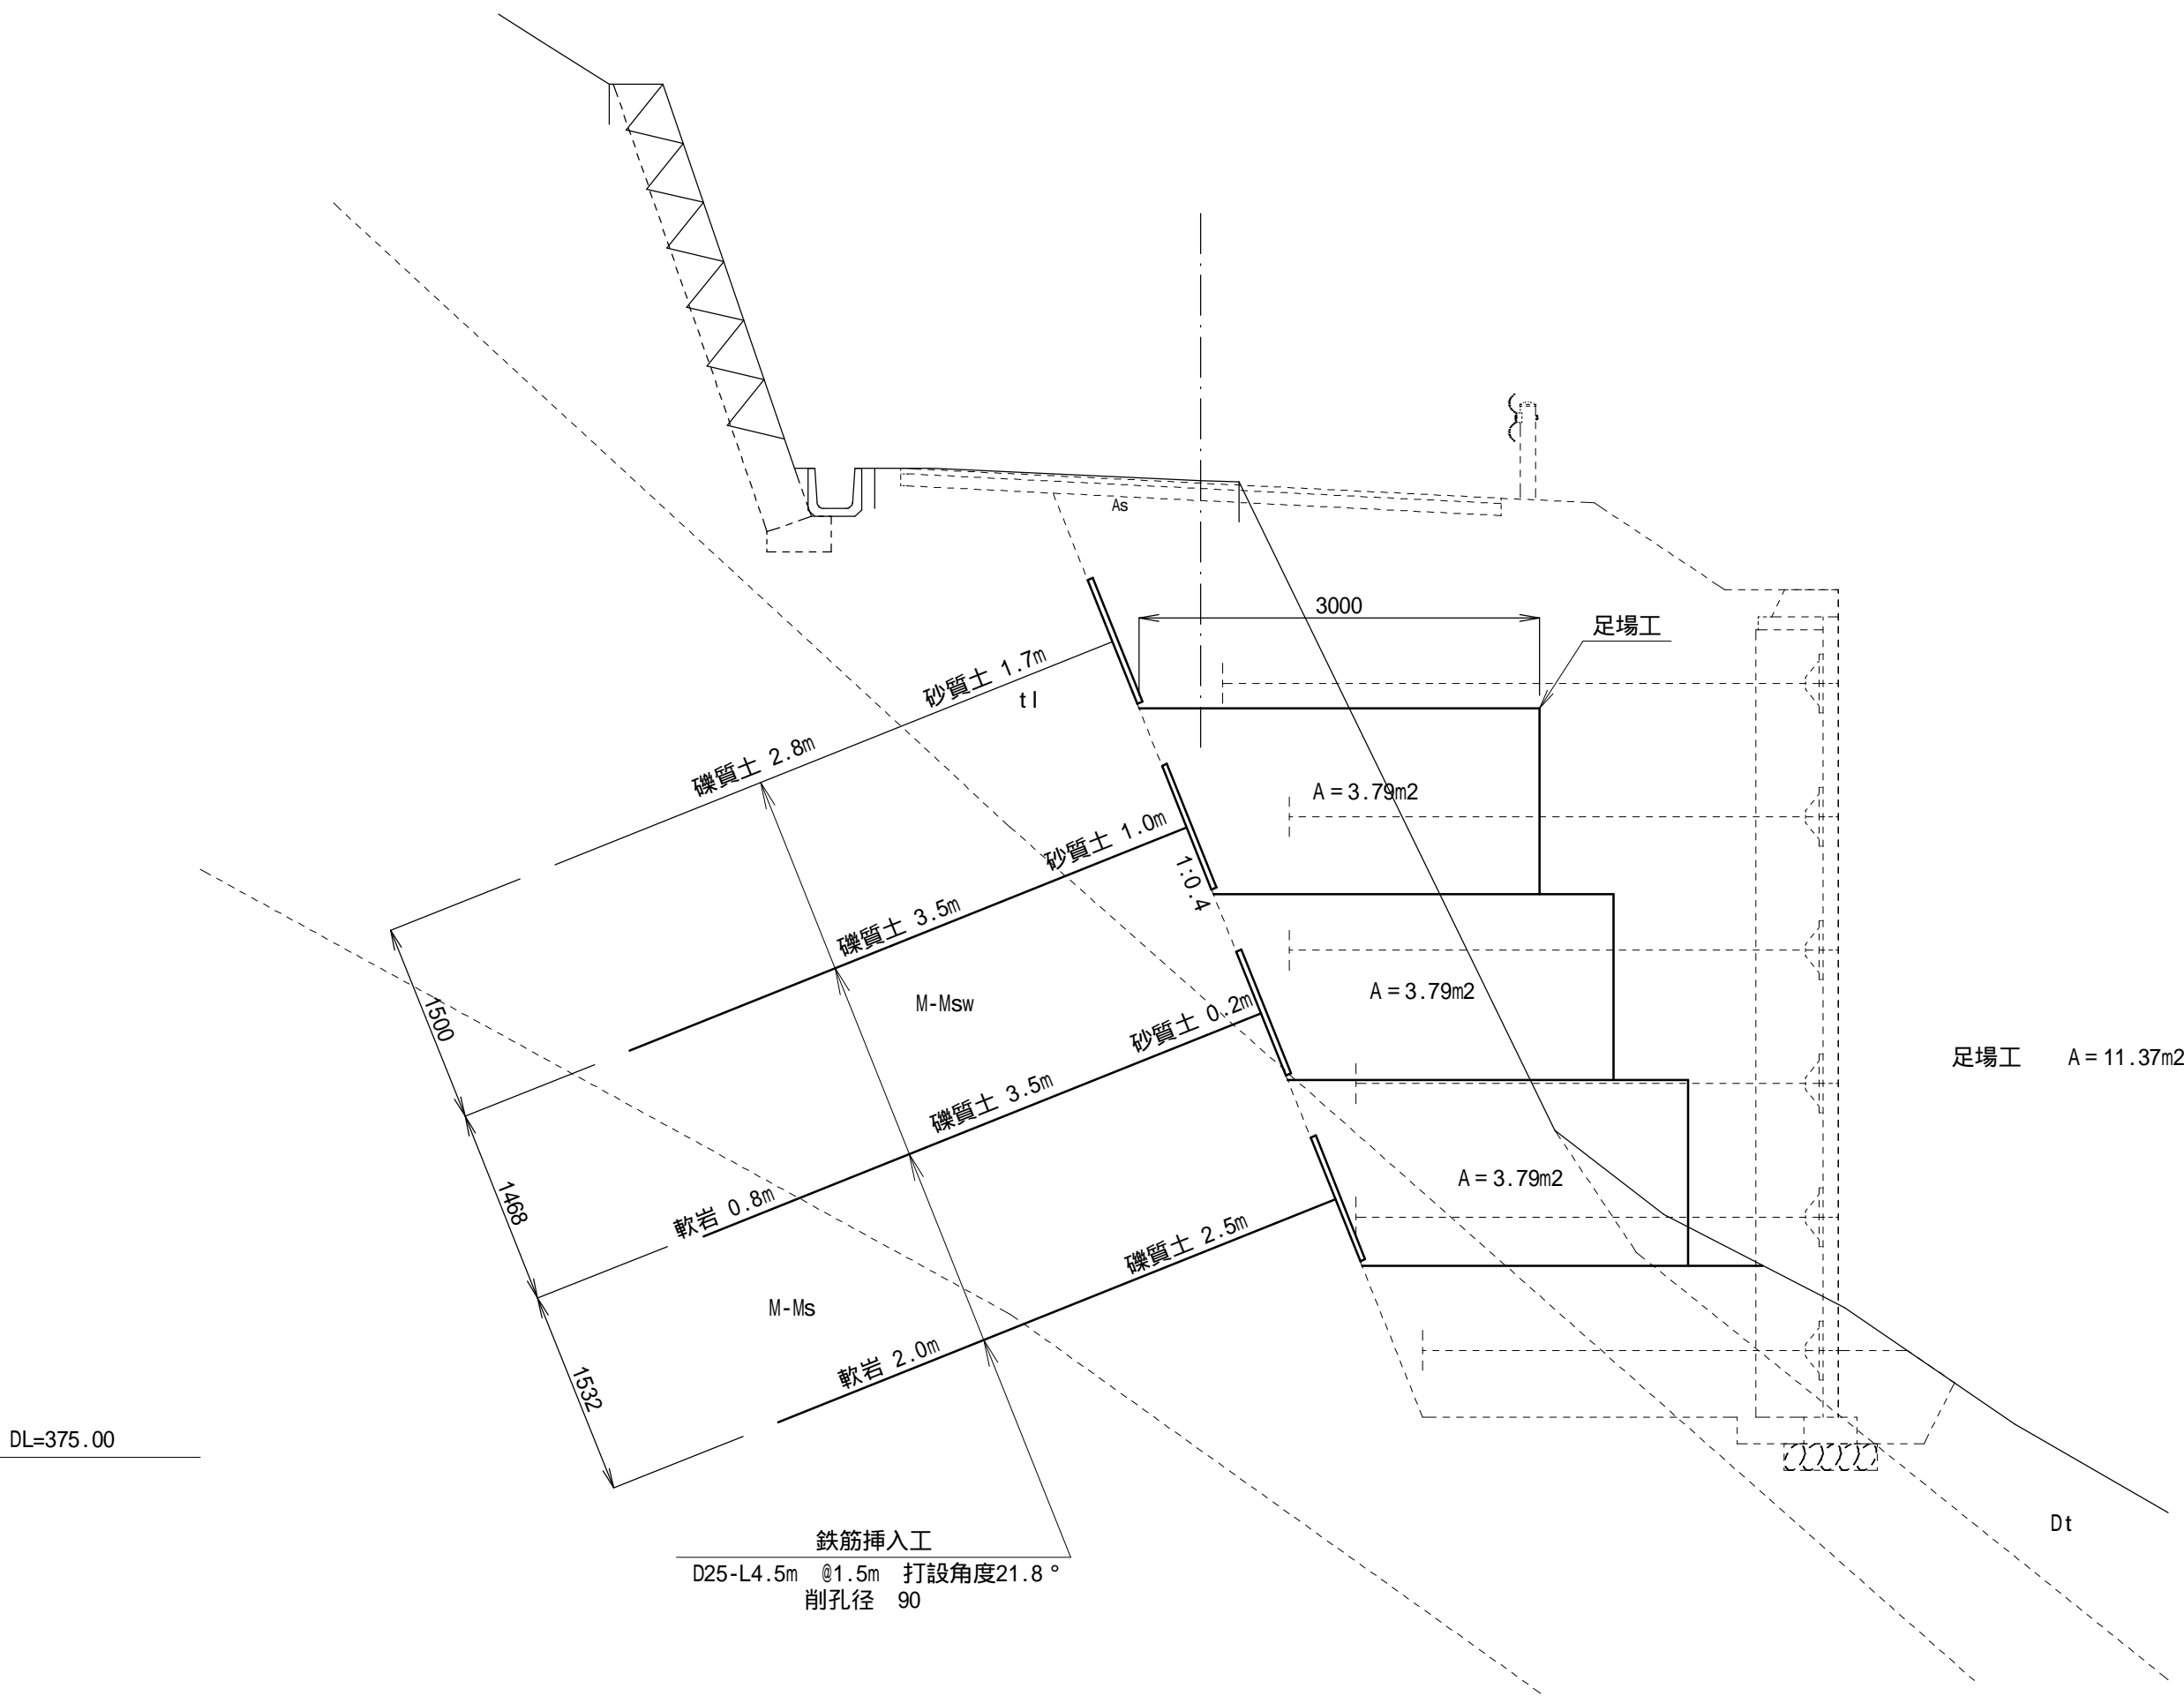 As
3000
足場工
砂質土 1.7m
tl
礫質土 2.8m
A=3.79m2
砂質土 1.0m
1:0.4
礫質土 3.5m
M-Msw
A=3.79m2
砂質土 0.2m
1500
足場工 A=11.37m2
礫質土 3.5m
A=3.79m2
軟岩 0.8m
1468
礫質土 2.5m
M-Ms
軟岩 2.0m
1532
DL=375.00
Dt
鉄筋挿入工
D25-L4.5m @1.5m 打設角度21.8°
削孔径 90